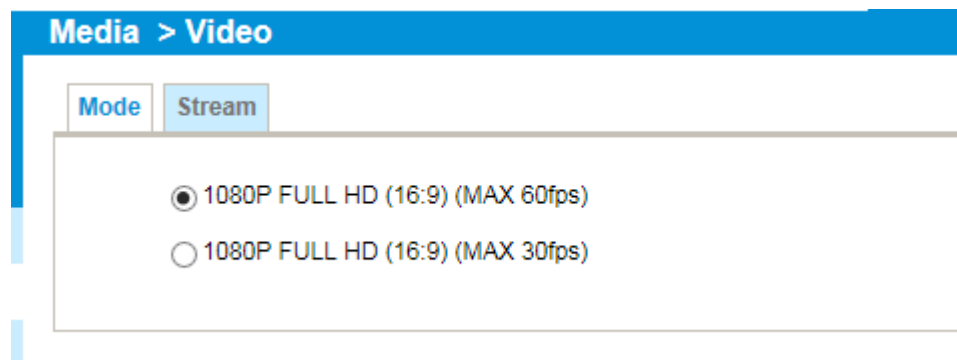 Media > Video
Mode Stream
1080P FULL HD (16:9) (MAX 60fps)
1080P FULL HD (16:9) (MAX 30fps)